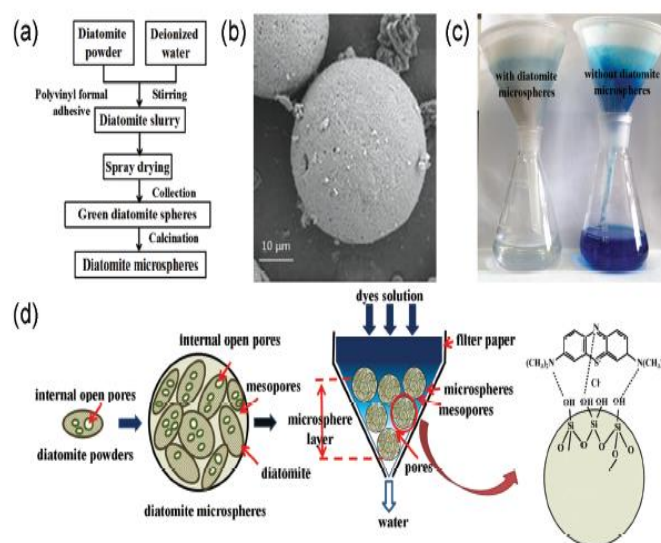 (a)
Diatomite
powder
Deionized
water
Polyvinyl formal
adhesive
Stirring
Diatomite slurry
Spray drying
Collection
Green diatomite spheres
Calcination
Diatomite microspheres
(b)
10 μm
(c)
with diatomite
microspheres
without diatomite
microspheres
(d)
internal open pores
diatomite powders
internal open pores
mesopores
diatomite
diatomite microspheres
dyes solution
filter paper
microspheres
mesopores
microsphere
layer
pores
water
N
(CH₃)₂N
S
N(CH₃)₂
Cl
OH OH OH OH
Si Si Si
O O O O
O